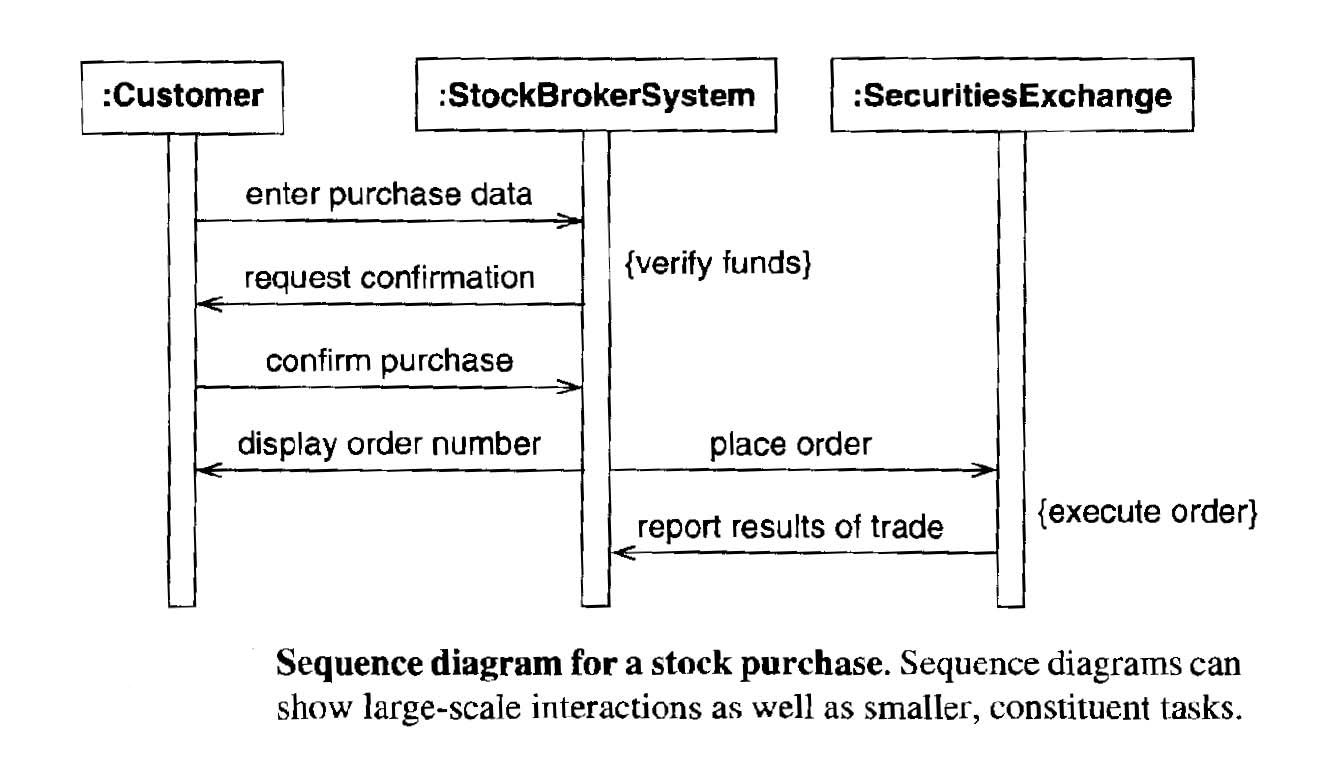 :Customer
:StockBrokerSystem
:SecuritiesExchange
enter purchase data
{verify funds}
request confirmation
confirm purchase
display order number
place order
{execute order}
report results of trade
Sequence diagram for a stock purchase. Sequence diagrams can
show large-scale interactions as well as smaller, constituent tasks.